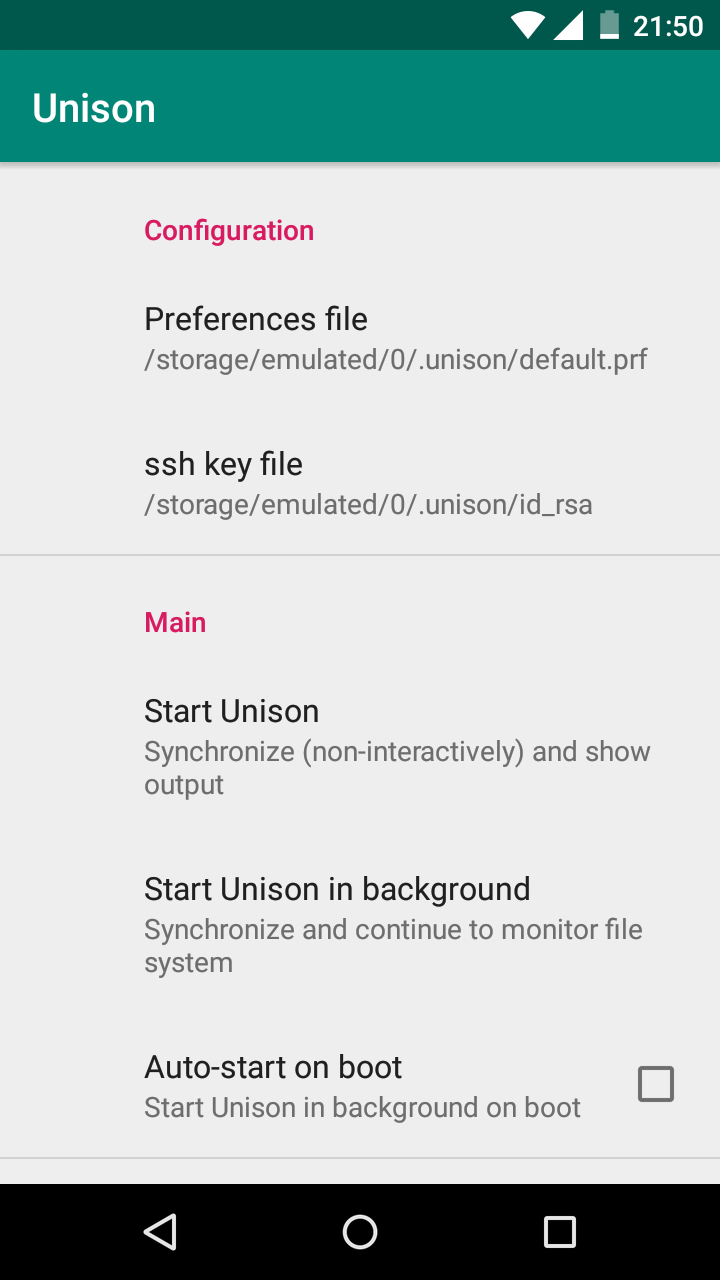 21:50
Unison
Configuration
Preferences file
/storage/emulated/0/.unison/default.prf
ssh key file
/storage/emulated/0/.unison/id_rsa
Main
Start Unison
Synchronize (non-interactively) and show
output
Start Unison in background
Synchronize and continue to monitor file
system
Auto-start on boot
Start Unison in background on boot